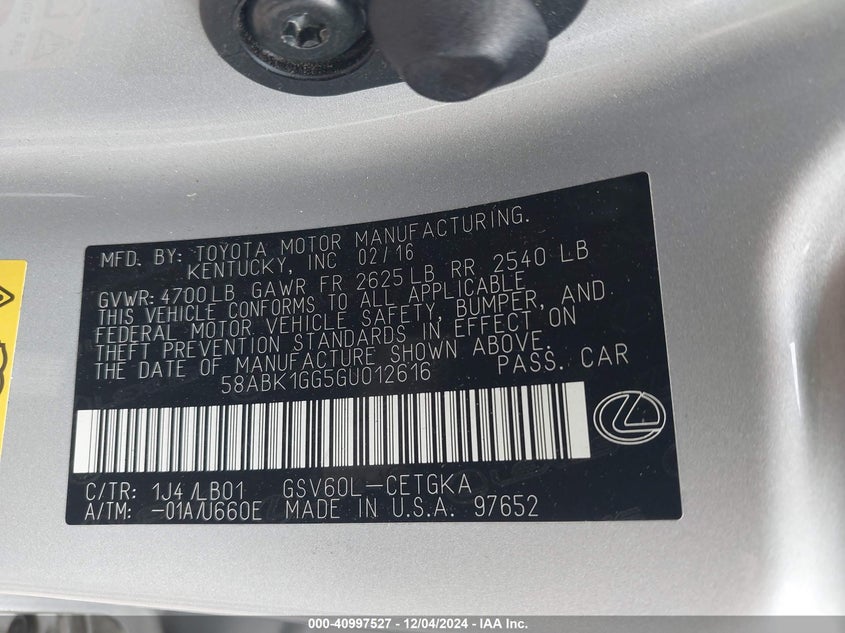 MFD. BY: TOYOTA MOTOR MANUFACTURING.
KENTUCKY, INC 02/16
GVWR: 4700LB GAWR FR 2625LB RR 2540 LB
THIS VEHICLE CONFORMS TO ALL APPLICABLE
FEDERAL MOTOR VEHICLE SAFETY, BUMPER, AND
THEFT PREVENTION STANDARDS IN EFFECT ON
THE DATE OF MANUFACTURE SHOWN ABOVE.
58ABK1GG5GU012616 PASS. CAR
C/TR: 1J4/LB01 GSV60L-CETGKA
A/TM: -01A/U660E MADE IN U.S.A. 97652
000-40997527 - 12/04/2024 - IAA Inc.